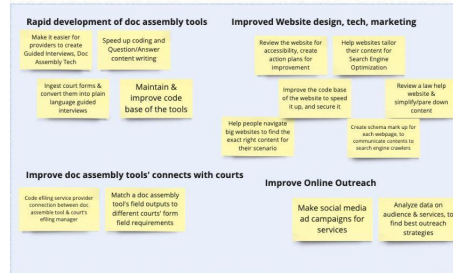 Rapid development of doc assembly tools
Make it easier for
providers to create
Guided Interviews, Doc
Assembly Tech
Speed up coding and
Question/Answer
content writing
Ingest court forms &
convert them into plain
language guided
interviews
Maintain &
improve code
base of the tools
Improved Website design, tech, marketing
Review the website for
accessibility, create
action plans for
improvement
Help websites tailor
their content for
Search Engine
Optimization
Improve the code base
of the website to speed
it up, and secure it
Review a law help
website &
simplify/pare down
content
Help people navigate
big websites to find the
exact right content for
their scenario
Create schema mark up for
each webpage, to
communicate contents to
search engine crawlers
Improve doc assembly tools' connects with courts
Code efiling service provider
connection between doc
assemble tool & court's
efiling manager
Match a doc assembly
tool's field outputs to
different courts' form
field requirements
Improve Online Outreach
Make social media
ad campaigns for
services
Analyze data on
audience & services, to
find best outreach
strategies